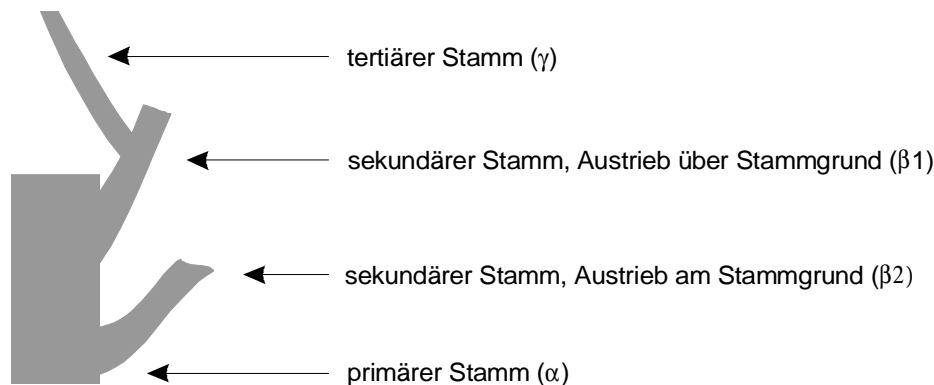 tertiärer Stamm (γ)
sekundärer Stamm, Austrieb über Stammgrund (β1)
sekundärer Stamm, Austrieb am Stammgrund (β2)
primärer Stamm (α)